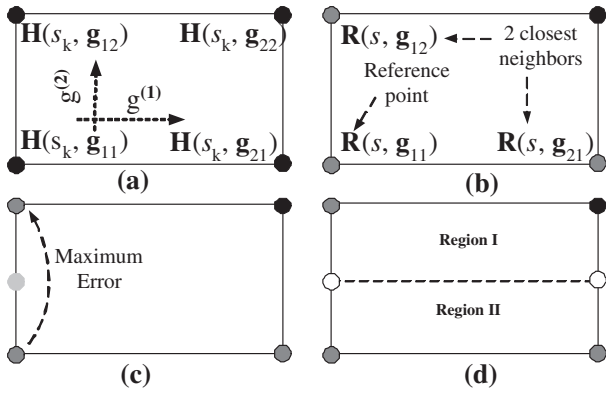 H(s_k, g_12) H(s_k, g_22)
g^(2)
g^(1)
H(s_k, g_11) H(s_k, g_21)
(a)
R(s, g_12)
2 closest
neighbors
Reference
point
R(s, g_11) R(s, g_21)
(b)
Maximum
Error
(c)
Region I
Region II
(d)